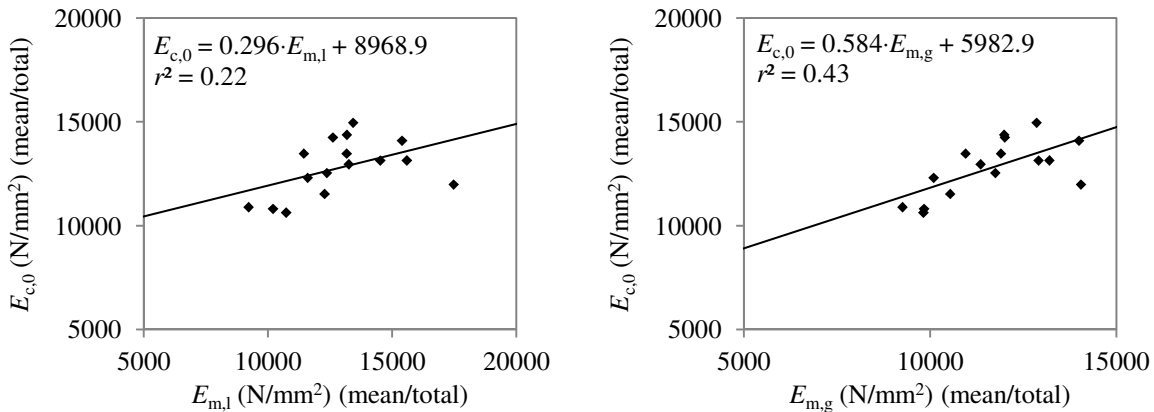 20000
15000
10000
5000
E_c,0 (N/mm²) (mean/total)
E_c,0 = 0.296·E_m,l + 8968.9
r² = 0.22
5000 10000 15000 20000
E_m,l (N/mm²) (mean/total)
20000
15000
10000
5000
E_c,0 (N/mm²) (mean/total)
E_c,0 = 0.584·E_m,g + 5982.9
r² = 0.43
5000 10000 15000
E_m,g (N/mm²) (mean/total)